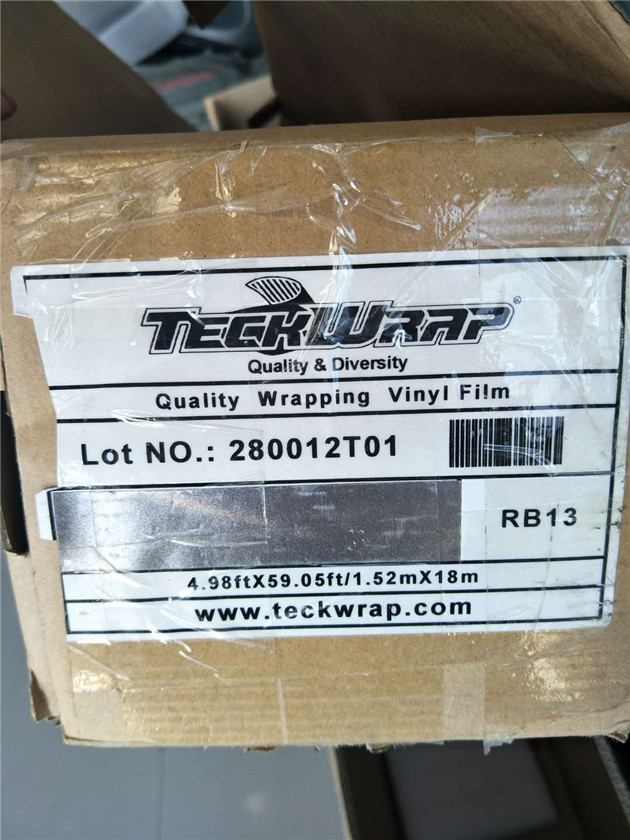 TECKWRAP®
Quality & Diversity
Quality Wrapping Vinyl Film
Lot NO.: 280012T01
RB13
4.98ftX59.05ft/1.52mX18m
www.teckwrap.com